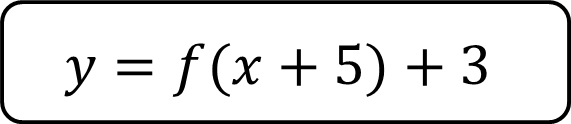 y = f(x + 5) + 3